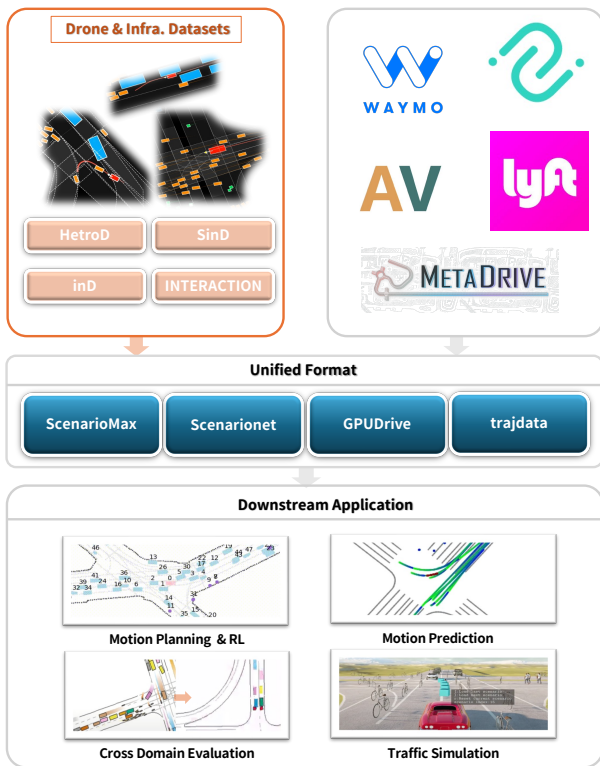 Drone & Infra. Datasets
HetroD
SinD
inD
INTERACTION
WAYMO
AV
lyft
METADRIVE
Unified Format
ScenarioMax
Scenarionet
GPUDrive
trajdata
Downstream Application
Motion Planning & RL
Motion Prediction
Cross Domain Evaluation
Traffic Simulation